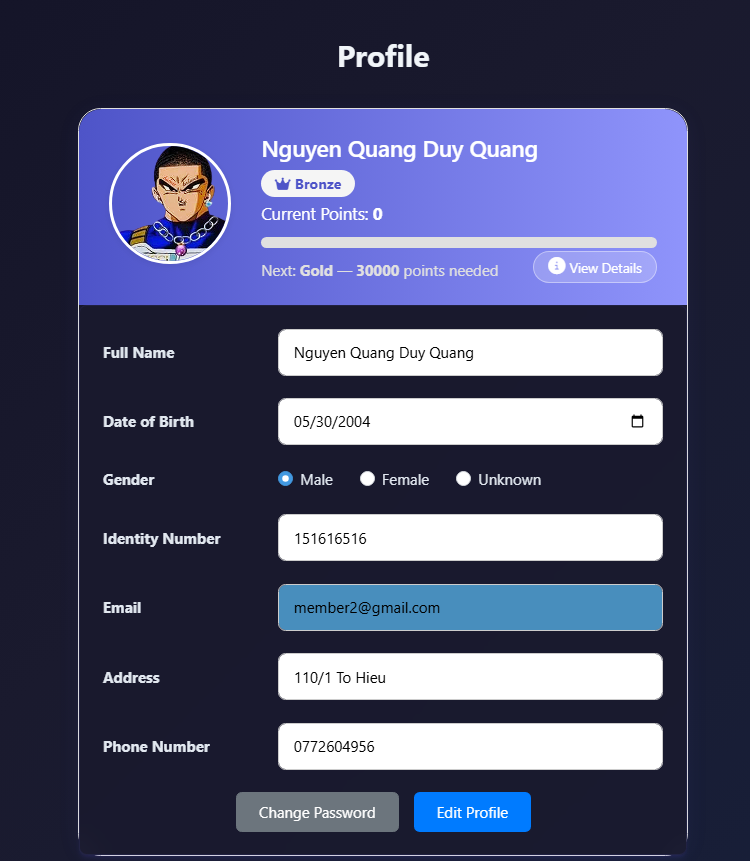 Profile
Nguyen Quang Duy Quang
Bronze
Current Points: 0
Next: Gold — 30000 points needed
View Details
Full Name
Nguyen Quang Duy Quang
Date of Birth
05/30/2004
Gender
Male Female Unknown
Identity Number
151616516
Email
member2@gmail.com
Address
110/1 To Hieu
Phone Number
0772604956
Change Password
Edit Profile